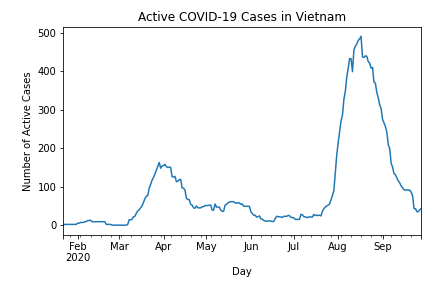 Active COVID-19 Cases in Vietnam
Number of Active Cases
500
400
300
200
100
0
Feb Mar Apr May Jun Jul Aug Sep
2020
Day